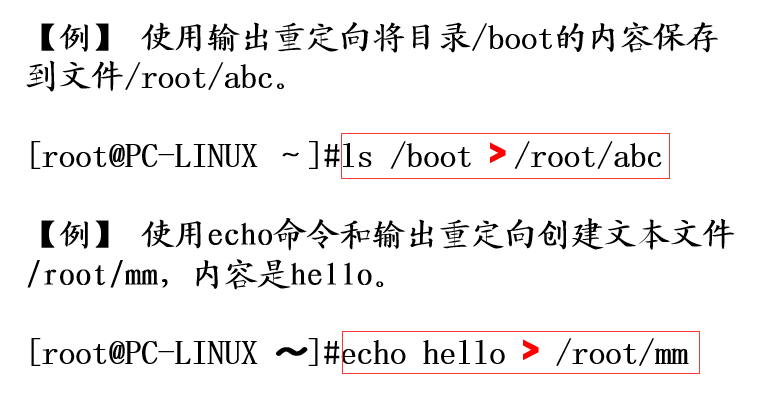 【例】 使用输出重定向将目录/boot的内容保存
到文件/root/abc。
[root@PC-LINUX ~]#ls /boot >/root/abc
【例】 使用echo命令和输出重定向创建文本文件
/root/mm，内容是hello。
[root@PC-LINUX ～]#echo hello > /root/mm